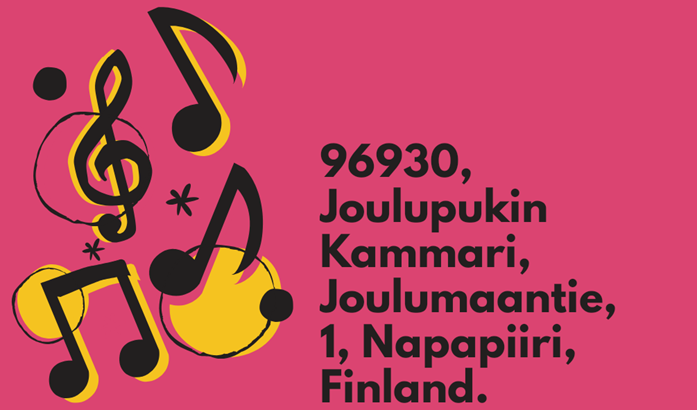 96930,
Joulupukin
Kammari,
Joulumaantie,
1, Napapiiri,
Finland.